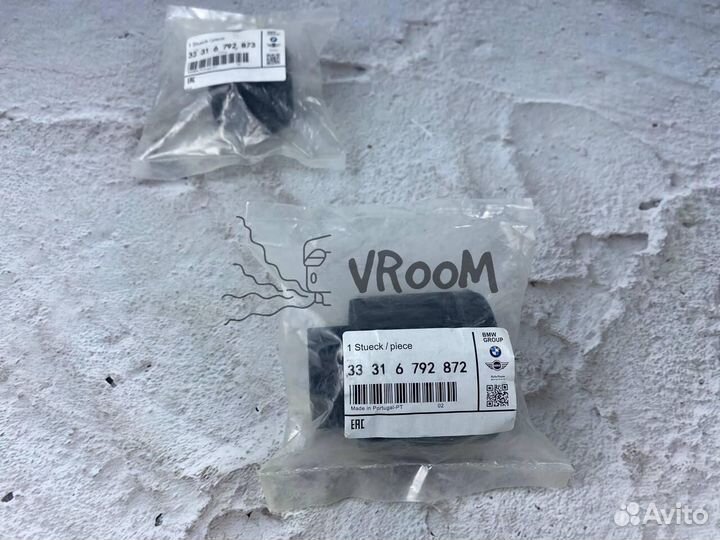 1 Stueck / piece
33 31 6 792 873
EAC
VROOM
1 Stueck / piece
BMW
GROUP
33 31 6 792 872
Made in Portugal-PT 02
EAC
Avito